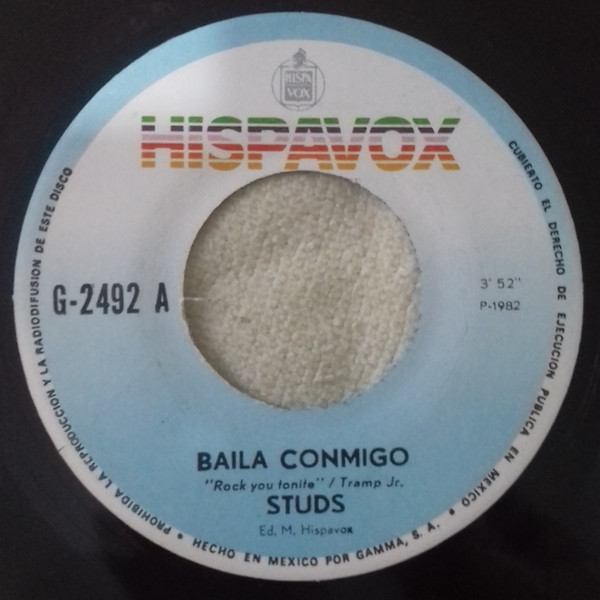 HISPA
VOX
HISPAVOX
CUBIERTO EL DERECHO DE EJECUCION PUBLICA EN MEXICO •
PROHIBIDA LA REPRODUCCION Y LA RADIODIFUSION DE ESTE DISCO
G-2492 A
3' 52"
P-1982
BAILA CONMIGO
"Rock you tonite" / Tramp Jr.
STUDS
Ed. M. Hispavox
• HECHO EN MEXICO POR GAMMA, S. A. •